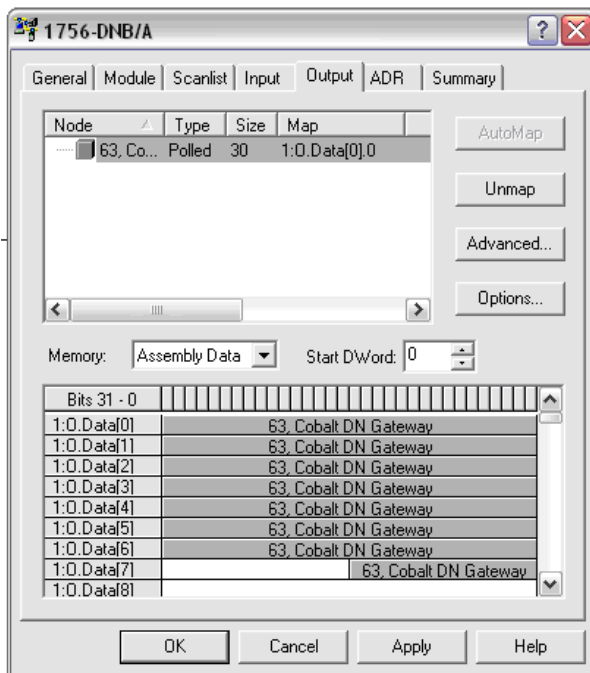 1756-DNB/A
General Module Scanlist Input Output ADR Summary
Node Type Size Map
63, Co... Polled 30 1:O.Data[0].0
AutoMap
Unmap
Advanced...
Options...
Memory: Assembly Data Start DWord: 0
Bits 31 - 0
1:O.Data[0] 63, Cobalt DN Gateway
1:O.Data[1] 63, Cobalt DN Gateway
1:O.Data[2] 63, Cobalt DN Gateway
1:O.Data[3] 63, Cobalt DN Gateway
1:O.Data[4] 63, Cobalt DN Gateway
1:O.Data[5] 63, Cobalt DN Gateway
1:O.Data[6] 63, Cobalt DN Gateway
1:O.Data[7] 63, Cobalt DN Gateway
1:O.Data[8]
OK Cancel Apply Help